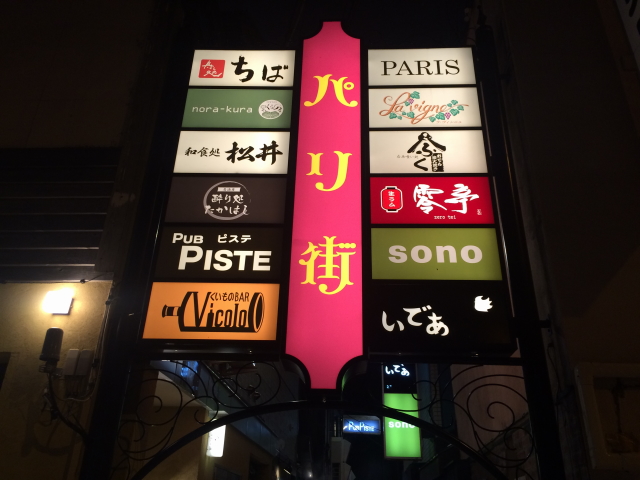 ちば
nora-kura
和食処 松井
酔り処
たかはし
PUB ピステ
PISTE
くいものBAR
Vicolo
パリ街
PARIS
La vigne
ふく
零亭
zero tei
sono
いであ
いであ
sono